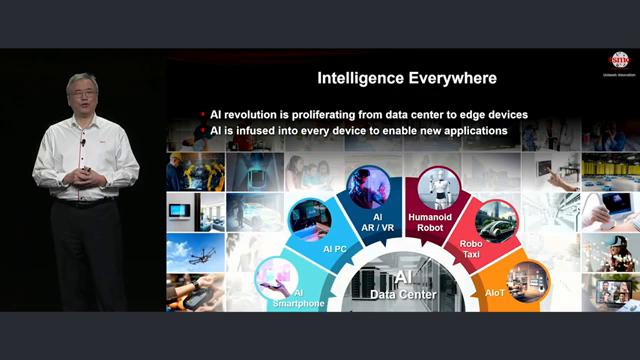 tsmc
Unleash Innovation
Intelligence Everywhere
AI revolution is proliferating from data center to edge devices
AI is infused into every device to enable new applications
AI
AR / VR
Humanoid
Robot
AI PC
Robo
Taxi
AI
Smartphone
AI
Data Center
AIoT